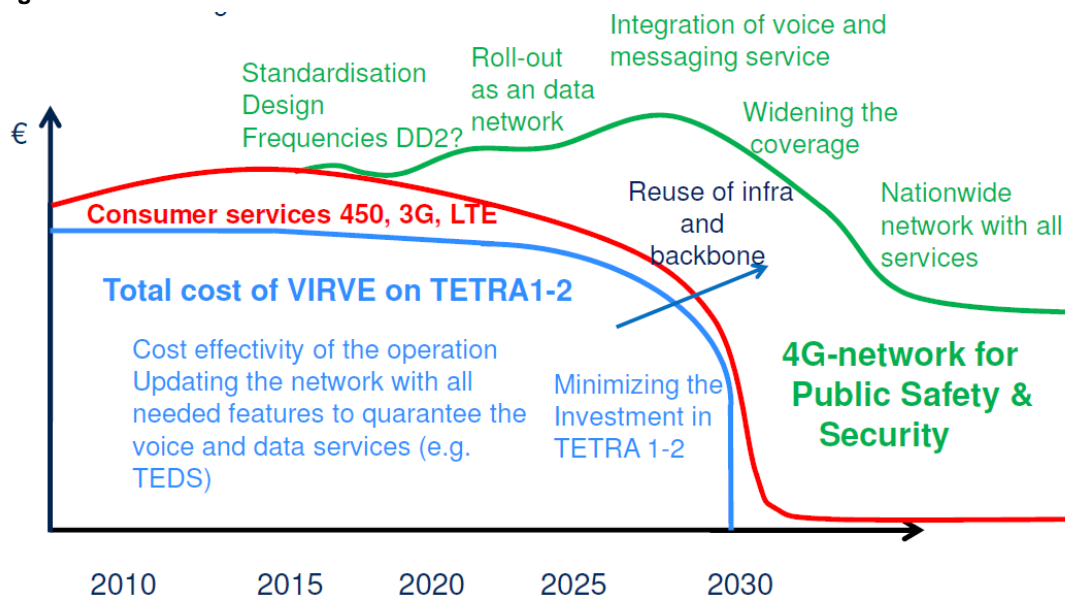 €
Standardisation
Design
Frequencies DD2?
Roll-out
as an data
network
Integration of voice and
messaging service
Widening the
coverage
Nationwide
network with all
services
Reuse of infra
and
backbone
Consumer services 450, 3G, LTE
Total cost of VIRVE on TETRA1-2
Cost effectivity of the operation
Updating the network with all
needed features to quarantee the
voice and data services (e.g.
TEDS)
Minimizing the
Investment in
TETRA 1-2
4G-network for
Public Safety &
Security
2010 2015 2020 2025 2030